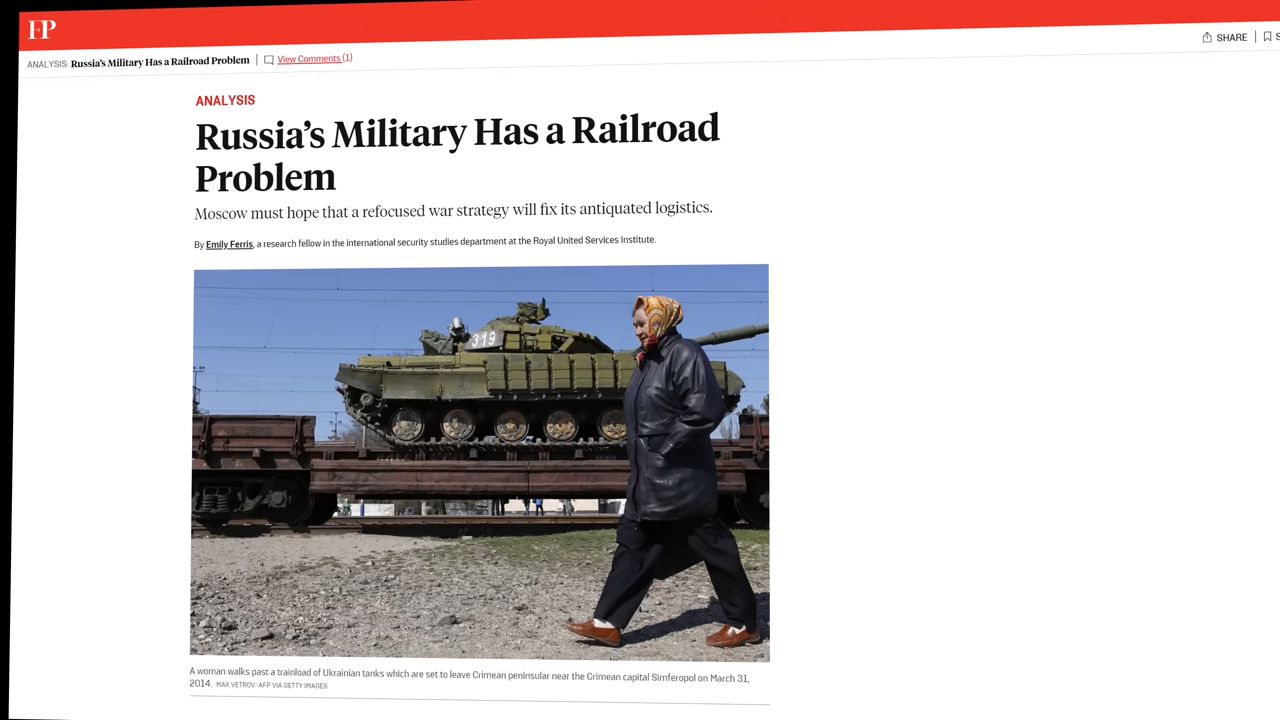 FP
ANALYSIS: Russia's Military Has a Railroad Problem
View Comments (1)
SHARE
S
ANALYSIS
Russia's Military Has a Railroad
Problem
Moscow must hope that a refocused war strategy will fix its antiquated logistics.
By Emily Ferris, a research fellow in the international security studies department at the Royal United Services Institute.
319
A woman walks past a trainload of Ukrainian tanks which are set to leave Crimean peninsular near the Crimean capital Simferopol on March 31,
2014. MAX VETROV/AFP VIA GETTY IMAGES